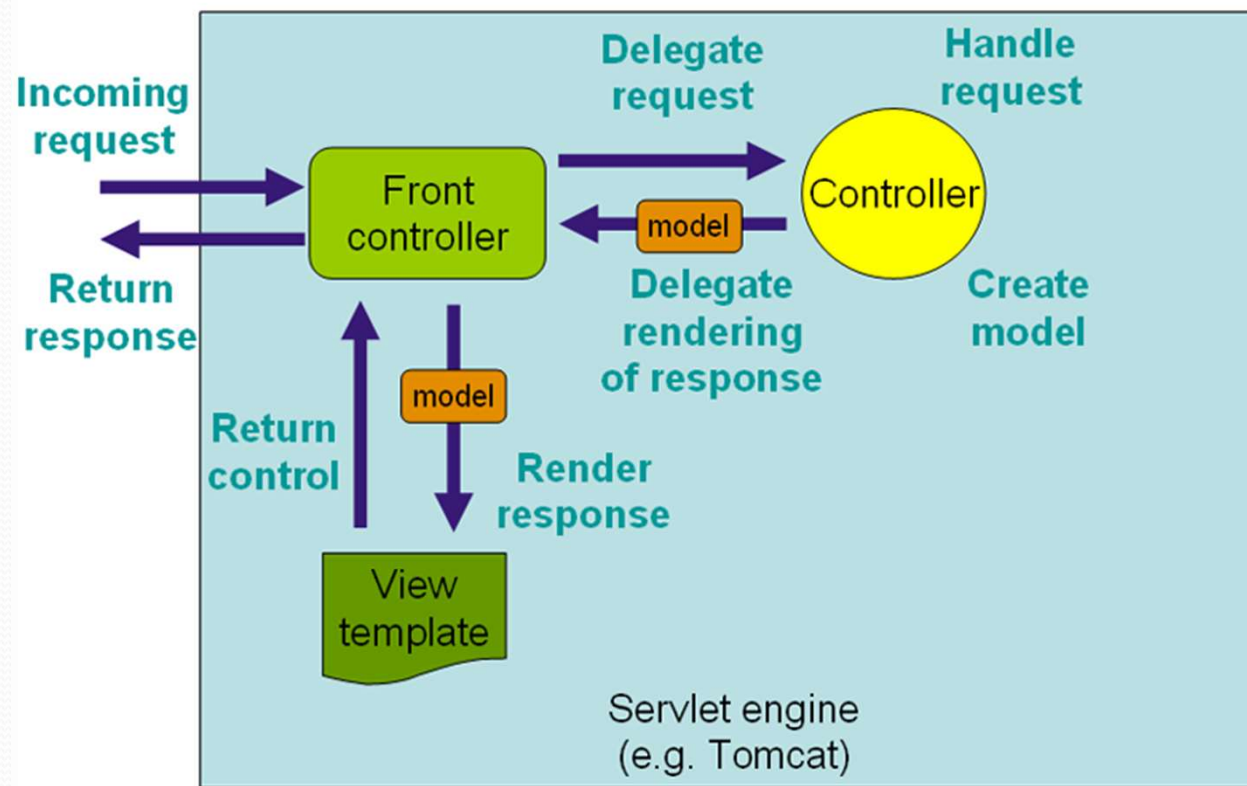 Incoming
request
Return
response
Front
controller
Delegate
request
Handle
request
Controller
model
Delegate
rendering
of response
Create
model
model
Return
control
Render
response
View
template
Servlet engine
(e.g. Tomcat)